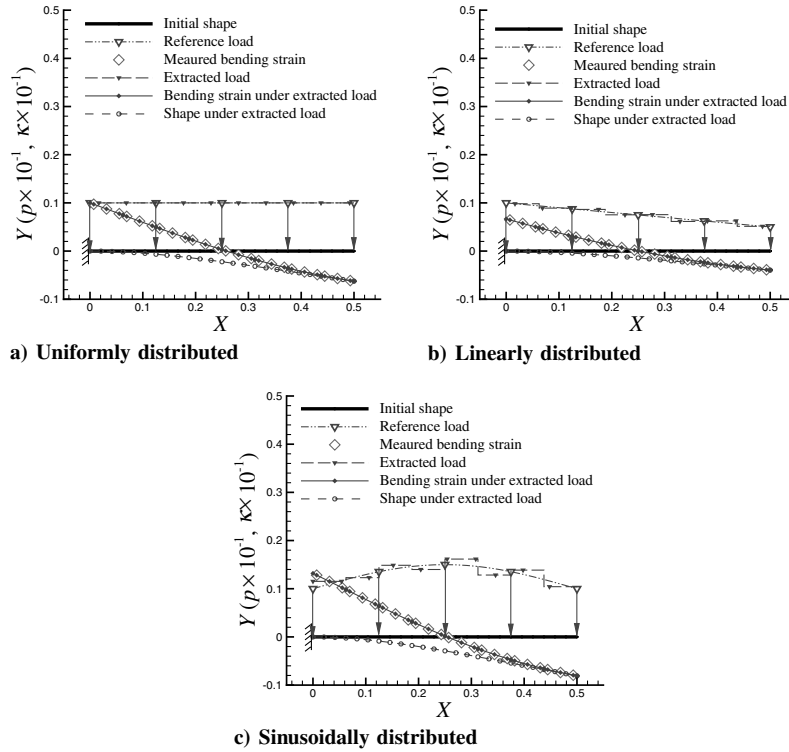 Initial shape
Reference load
Meaured bending strain
Extracted load
Bending strain under extracted load
Shape under extracted load
Y (p×10⁻¹, κ×10⁻¹)
0.5
0.4
0.3
0.2
0.1
0
-0.1
0 0.1 0.2 0.3 0.4 0.5
X
a) Uniformly distributed
Initial shape
Reference load
Meaured bending strain
Extracted load
Bending strain under extracted load
Shape under extracted load
Y (p×10⁻¹, κ×10⁻¹)
0.5
0.4
0.3
0.2
0.1
0
-0.1
0 0.1 0.2 0.3 0.4 0.5
X
b) Linearly distributed
Initial shape
Reference load
Meaured bending strain
Extracted load
Bending strain under extracted load
Shape under extracted load
Y (p×10⁻¹, κ×10⁻¹)
0.5
0.4
0.3
0.2
0.1
0
-0.1
0 0.1 0.2 0.3 0.4 0.5
X
c) Sinusoidally distributed